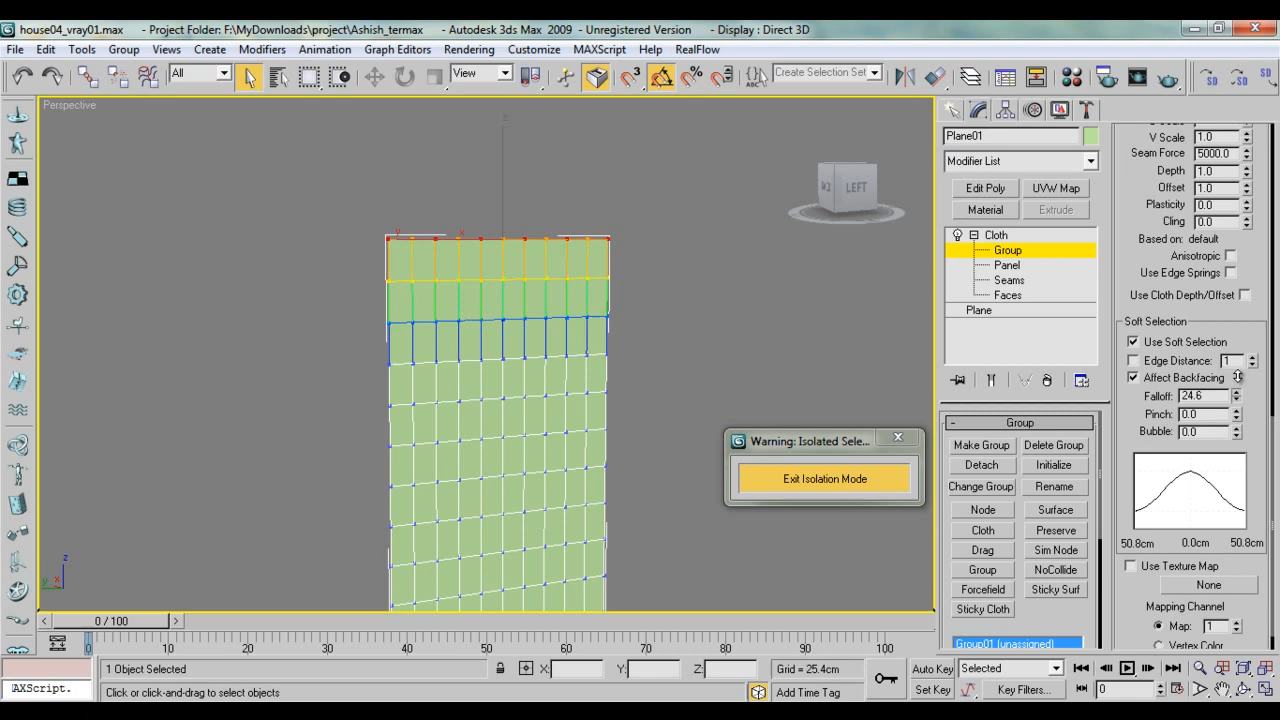 house04_vray01.max - Project Folder: F:\MyDownloads\project\Ashish_termax - Autodesk 3ds Max 2009 - Unregistered Version - Display : Direct 3D
File Edit Tools Group Views Create Modifiers Animation Graph Editors Rendering Customize MAXScript Help RealFlow
All View Create Selection Set
Perspective
z
LEFT
y x
Plane01
Modifier List
Edit Poly UVW Map
Material Extrude
Cloth
Group
Panel
Seams
Faces
Plane
V Scale 1.0
Seam Force 5000.0
Depth 1.0
Offset 1.0
Plasticity 0.0
Cling 0.0
Based on: default
Anisotropic
Use Edge Springs
Use Cloth Depth/Offset
Soft Selection
Use Soft Selection
Edge Distance: 1
Affect Backfacing
Falloff: 24.6
Pinch: 0.0
Bubble: 0.0
50.8cm 0.0cm 50.8cm
Use Texture Map
None
Mapping Channel
Map: 1
Vertex Color
Group
Make Group Delete Group
Detach Initialize
Change Group Rename
Node Surface
Cloth Preserve
Drag Sim Node
Group NoCollide
Forcefield Sticky Surf
Sticky Cloth
Group01 (unassigned)
Warning: Isolated Sele...
Exit Isolation Mode
z
y x
0 / 100
0 10 20 30 40 50 60 70 80 90 100
1 Object Selected X: Y: Z: Grid = 25.4cm Auto Key Selected
AXScript. Click or click-and-drag to select objects Add Time Tag Set Key Key Filters... 0